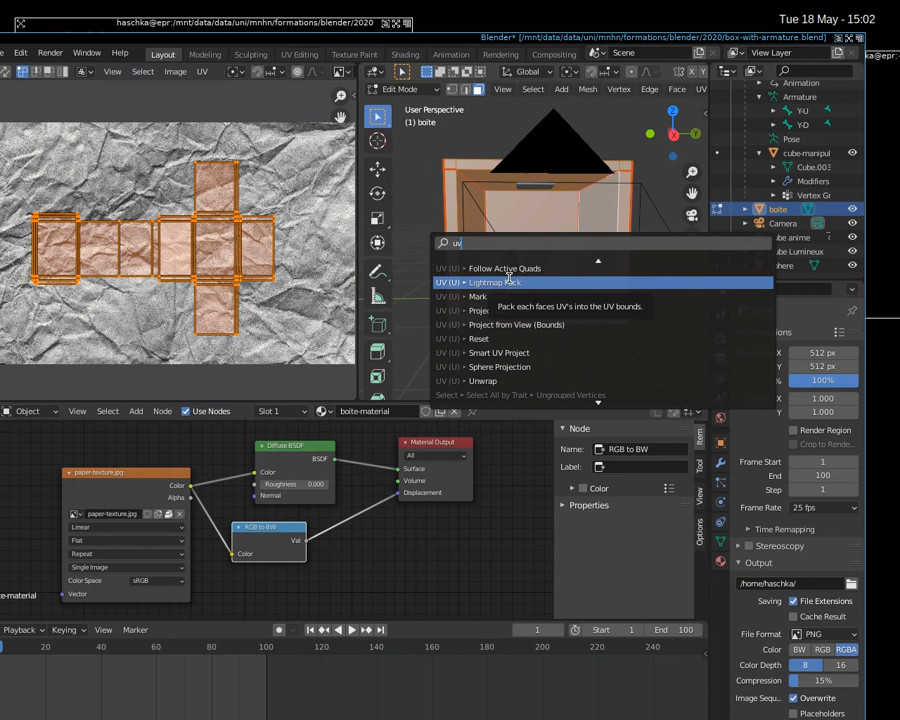 Tue 18 May - 15:02
haschka@epr:/mnt/data/data/uni/mnhn/formations/blender/2020
Blender* [/mnt/data/data/uni/mnhn/formations/blender/2020/box-with-armature.blend]
Edit Render Window Help Layout Modeling Sculpting UV Editing Texture Paint Shading Animation Rendering Compositing Scene View Layer
View Select Image UV Global X Y
Edit Mode View Select Add Mesh Vertex Edge Face UV
User Perspective
(1) boite
Z
X
Y
Animation
Armature
Y-U
Y-D
Pose
cube-manipul
Cube.003
Modifiers
Vertex Gr
boite
Camera
ube anime
ube Lumineux
phere
uv
UV (U) Follow Active Quads
UV (U) Lightmap Pack
UV (U) Mark
UV (U) Proje
UV (U) Project from View (Bounds)
UV (U) Reset
UV (U) Smart UV Project
UV (U) Sphere Projection
UV (U) Unwrap
Select Select All by Trait Ungrouped Vertices
Pack each faces UV's into the UV bounds.
X 512 px
Y 512 px
100%
1.000
1.000
Render Region
Crop to Rende..
Frame Start 1
End 100
Step 1
Frame Rate 25 fps
Time Remapping
Stereoscopy
Output
/home/haschka/
Saving File Extensions
Cache Result
File Format PNG
Color BW RGB RGBA
Color Depth 8 16
Compression 15%
Image Sequ.. Overwrite
Placeholders
Object View Select Add Node Use Nodes Slot 1 boite-material
paper-texture.jpg
Color
Alpha
paper-texture.jpg
Linear
Flat
Repeat
Single Image
Color Space sRGB
Vector
Diffuse BSDF
BSDF
Color
Roughness 0.000
Normal
RGB to BW
Val
Color
Material Output
All
Surface
Volume
Displacement
Node
Name: RGB to BW
Label:
Color
Properties
Item
Tool
View
Options
ite-material
Playback Keying View Marker 1 Start 1 End 100
20 40 60 80 100 120 140 160 180 200 220 240